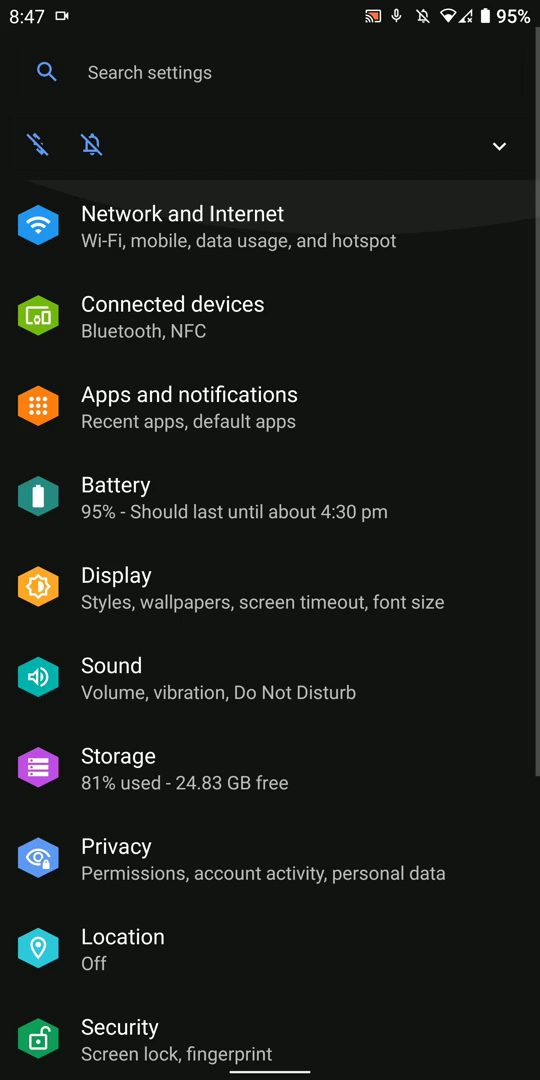 8:47 95%
Search settings
Network and Internet
Wi-Fi, mobile, data usage, and hotspot
Connected devices
Bluetooth, NFC
Apps and notifications
Recent apps, default apps
Battery
95% - Should last until about 4:30 pm
Display
Styles, wallpapers, screen timeout, font size
Sound
Volume, vibration, Do Not Disturb
Storage
81% used - 24.83 GB free
Privacy
Permissions, account activity, personal data
Location
Off
Security
Screen lock, fingerprint